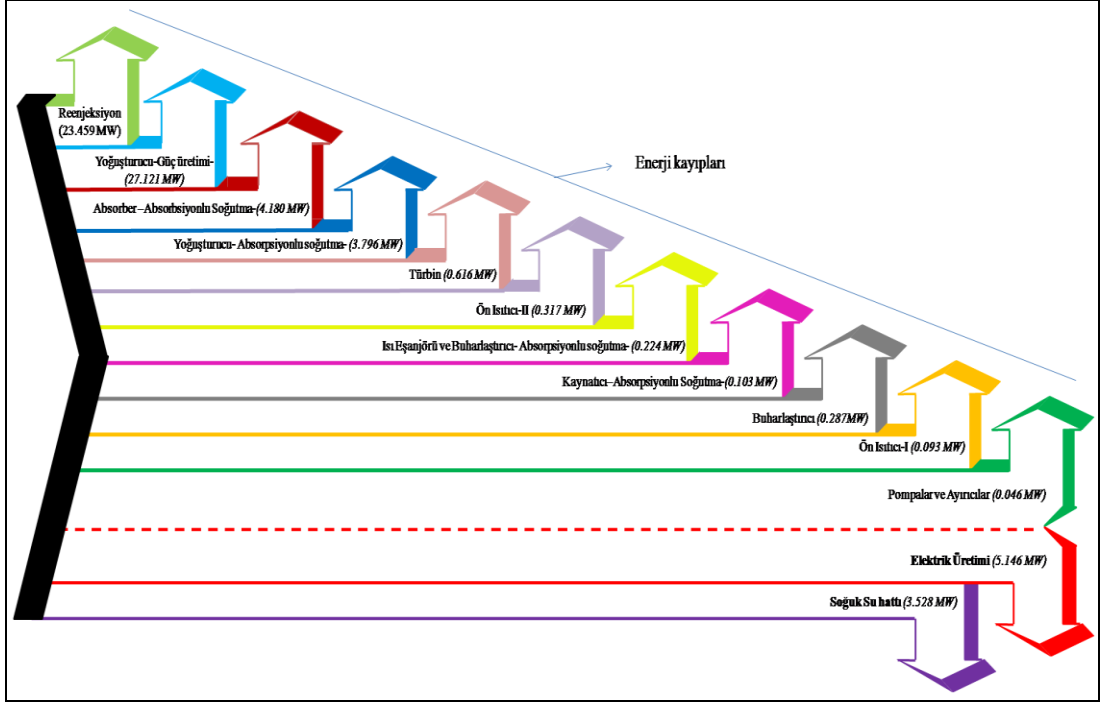 Reenjeksiyon
(23.459 MW)
Enerji kayıpları
Yoğuşturucu-Güç üretimi-
(27.121 MW)
Absorber–Absorbsiyonlu Soğutma-(4.180 MW)
Yoğuşturucu- Absorpsiyonlu soğutma- (3.796 MW)
Türbin (0.616 MW)
Ön Isıtıcı-II (0.317 MW)
Isı Eşanjörü ve Buharlaştırıcı- Absorpsiyonlu soğutma- (0.224 MW)
Kaynatıcı–Absorpsiyonlu Soğutma-(0.103 MW)
Buharlaştırıcı (0.287MW)
Ön Isıtıcı-I (0.093 MW)
Pompalar ve Ayırıcılar (0.046 MW)
Elektrik Üretimi (5.146 MW)
Soğuk Su hattı (3.528 MW)